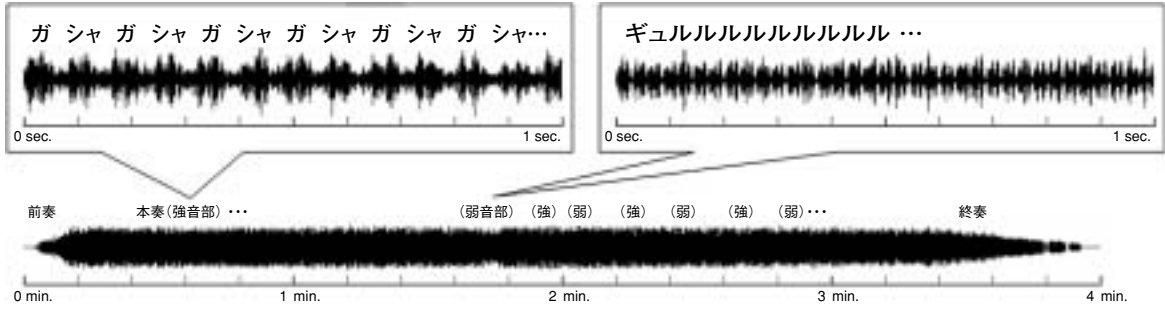 ガ シャ ガ シャ ガ シャ ガ シャ ガ シャ ガ シャ…
0 sec. 1 sec.
ギュルルルルルルルルルル …
0 sec. 1 sec.
前奏 本奏(強音部)・・・ (弱音部) (強) (弱) (強) (弱) (強) (弱)・・・ 終奏
0 min. 1 min. 2 min. 3 min. 4 min.